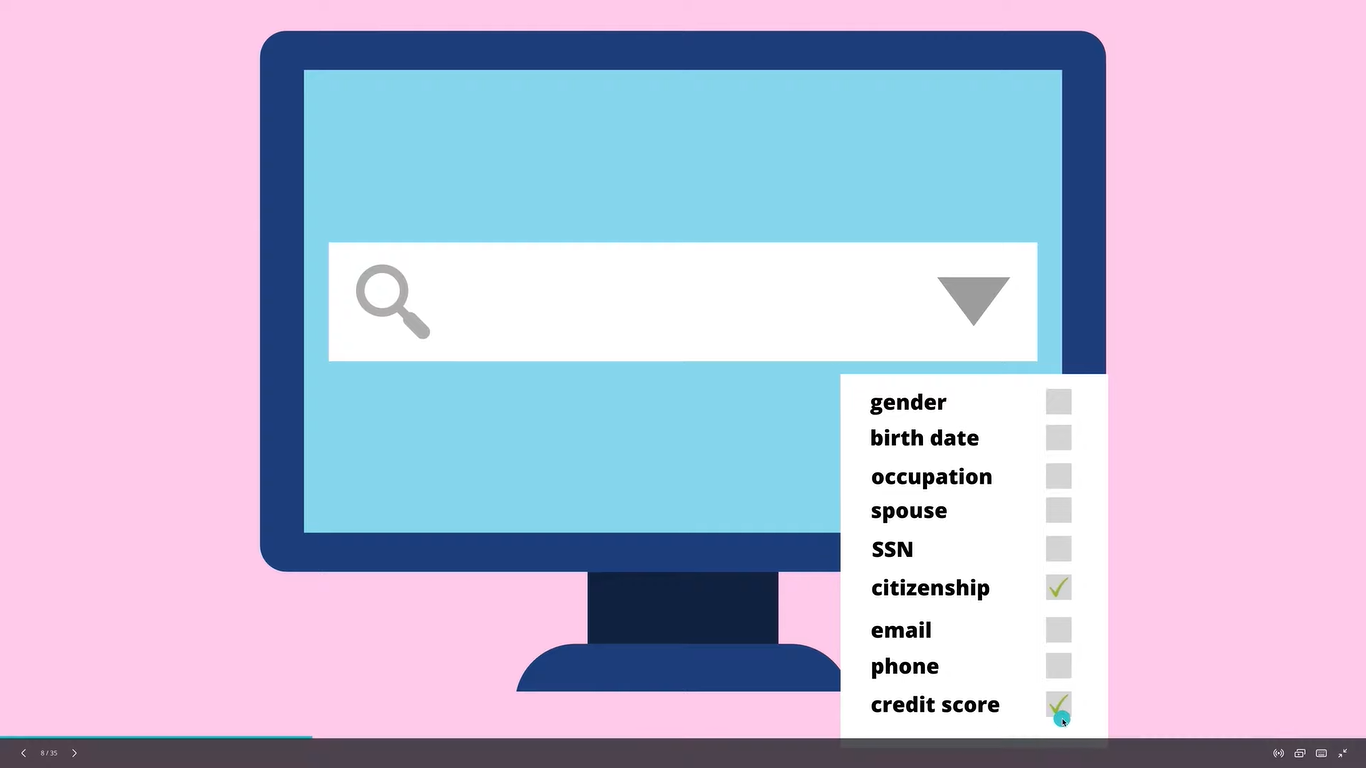 gender
birth date
occupation
spouse
SSN
citizenship
email
phone
credit score
8 / 35